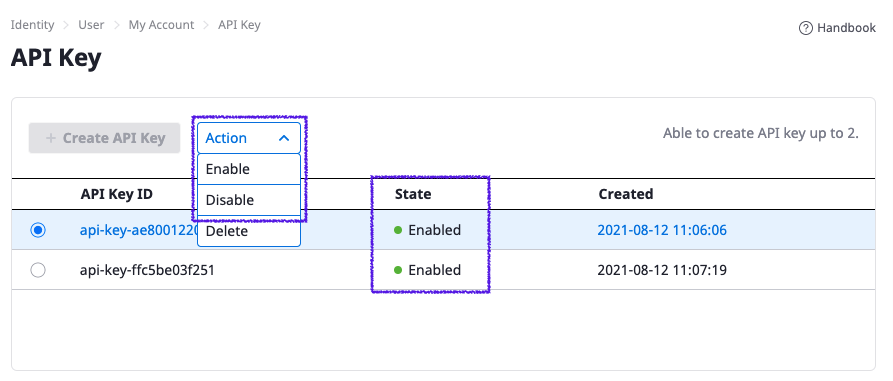 Identity > User > My Account > API Key
Handbook
API Key
+ Create API Key
Action
Able to create API key up to 2.
Enable
Disable
Delete
API Key ID State Created
api-key-ae800122 Enabled 2021-08-12 11:06:06
api-key-ffc5be03f251 Enabled 2021-08-12 11:07:19